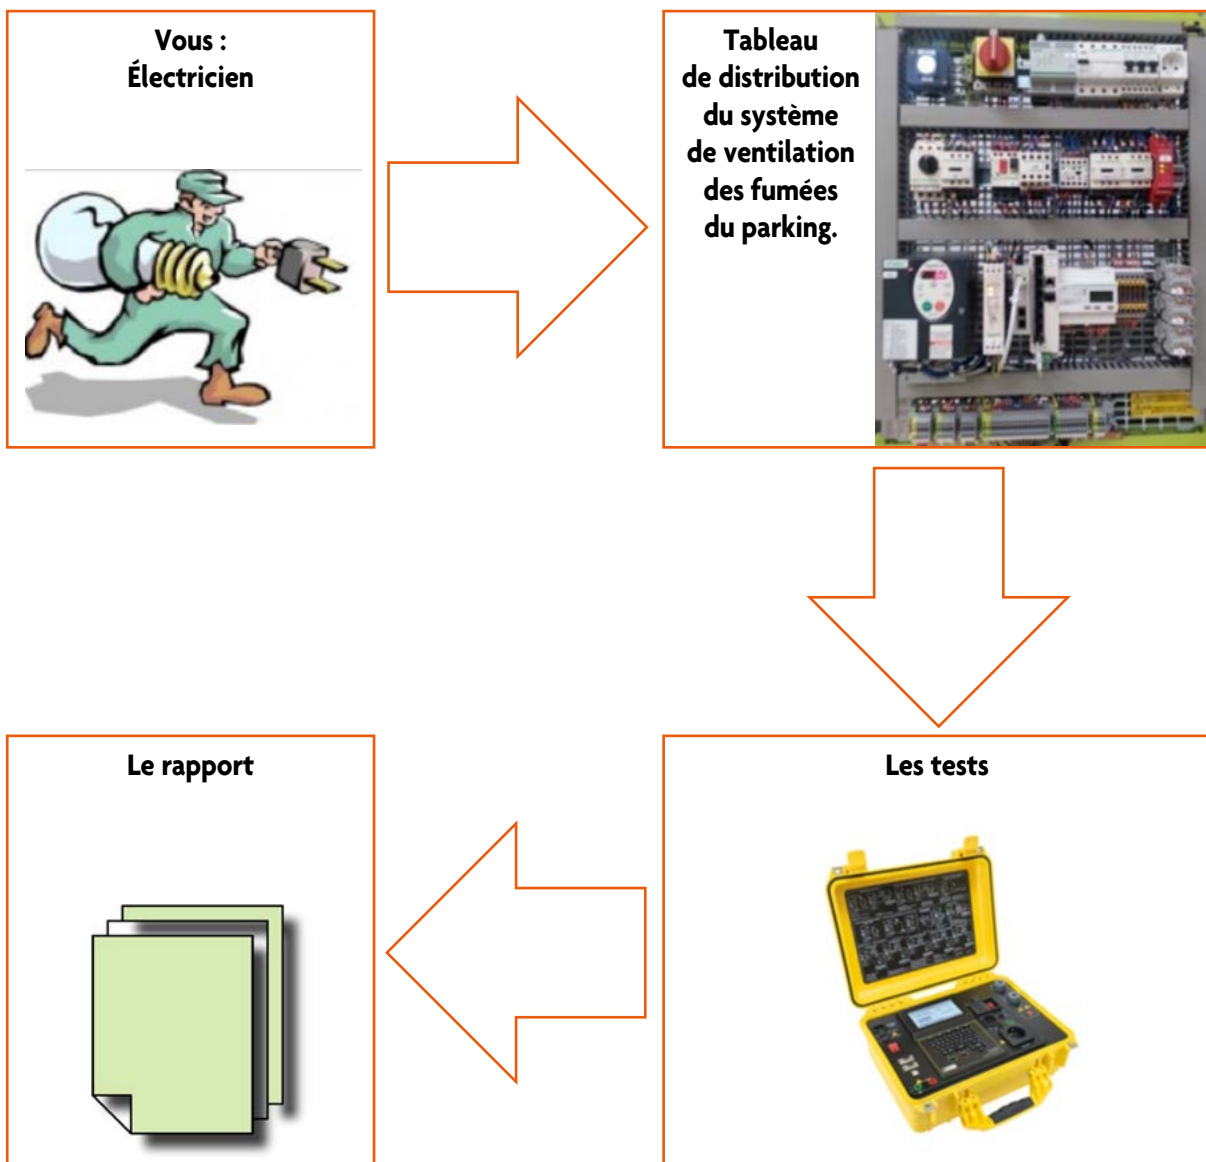 Vous :
Électricien
Tableau
de distribution
du système
de ventilation
des fumées
du parking.
Le rapport
Les tests